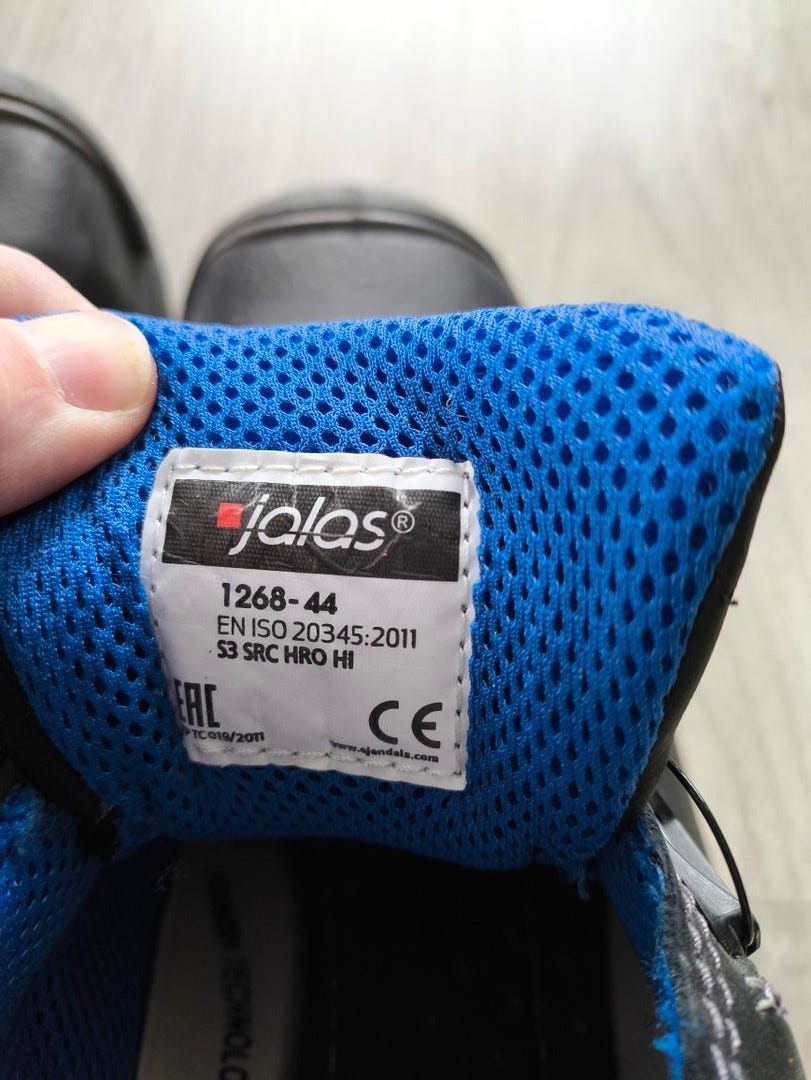 jalas®
1268-44
EN ISO 20345:2011
S3 SRC HRO HI
EAC
TC 019/2011
CE
www.ejendals.com
TECHNOLO